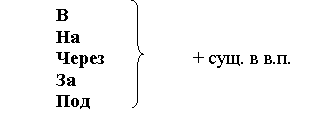 В
На
Через + сущ. в в.п.
За
Под